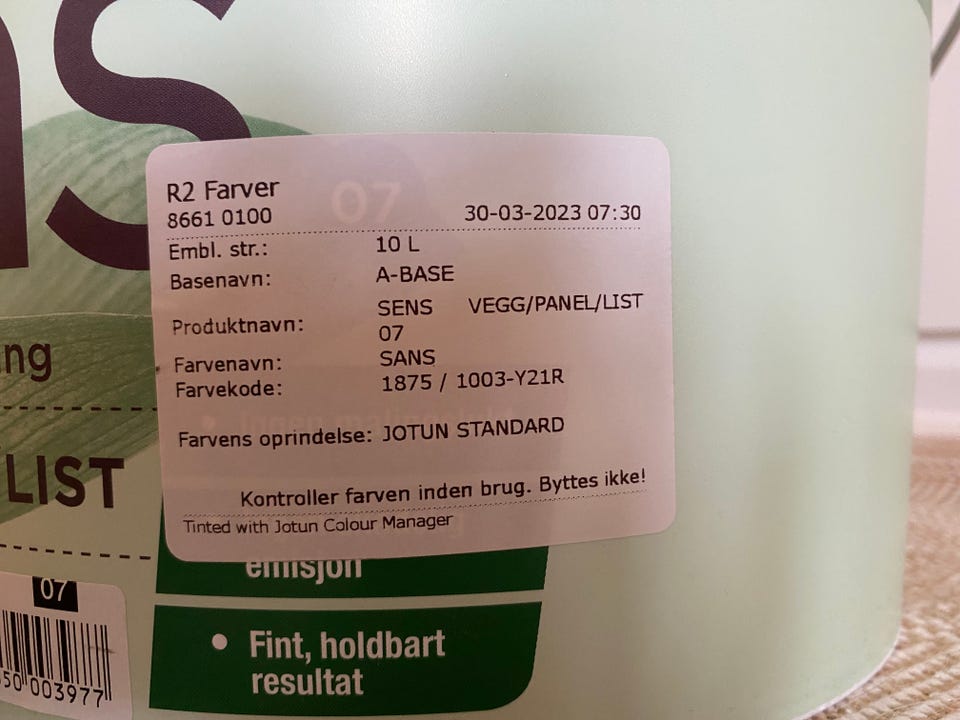 R2 Farver
8661 0100
30-03-2023 07:30
Embl. str.: 10 L
Basenavn: A-BASE
Produktnavn: SENS VEGG/PANEL/LIST
07
Farvenavn: SANS
Farvekode: 1875 / 1003-Y21R
Farvens oprindelse: JOTUN STANDARD
Kontroller farven inden brug. Byttes ikke!
Tinted with Jotun Colour Manager
07
ns
ng
LIST
emisjon
07
50 003977
Fint, holdbart
resultat